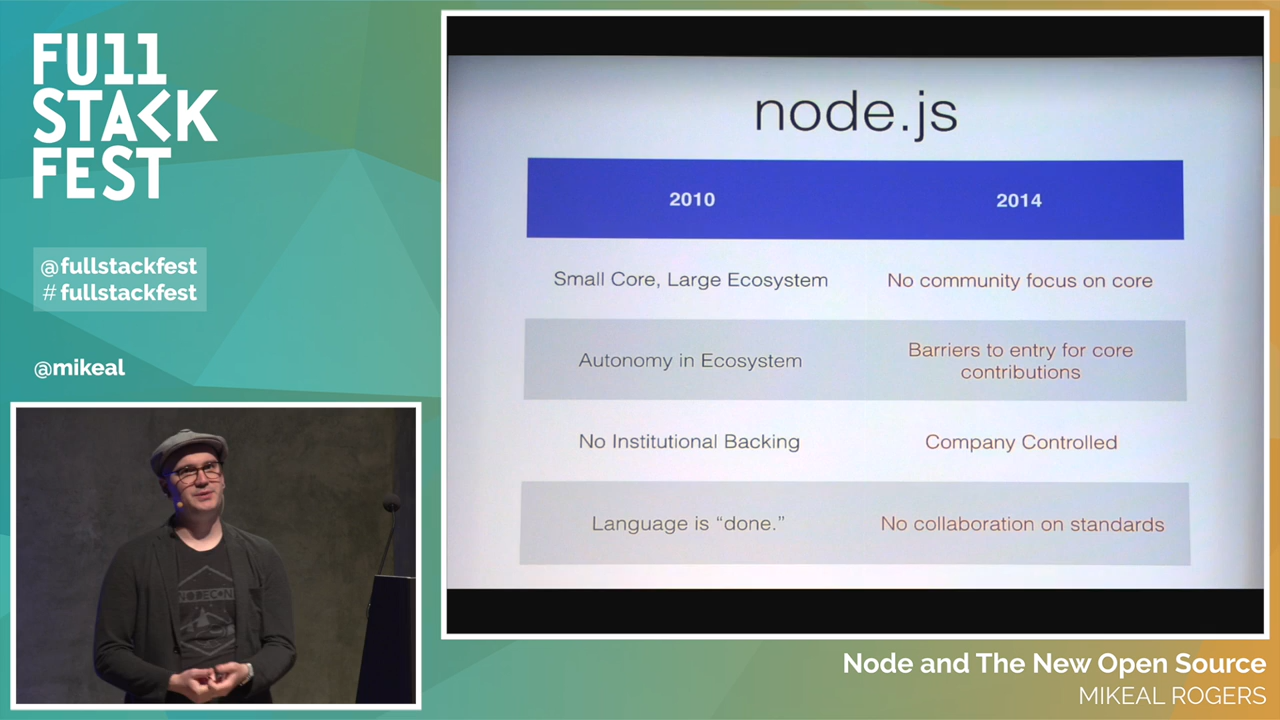 FU11
STACK
FEST
@fullstackfest
# fullstackfest
@mikeal
NODECONF
node.js
2010 2014
Small Core, Large Ecosystem No community focus on core
Autonomy in Ecosystem Barriers to entry for core
contributions
No Institutional Backing Company Controlled
Language is “done.” No collaboration on standards
Node and The New Open Source
MIKEAL ROGERS